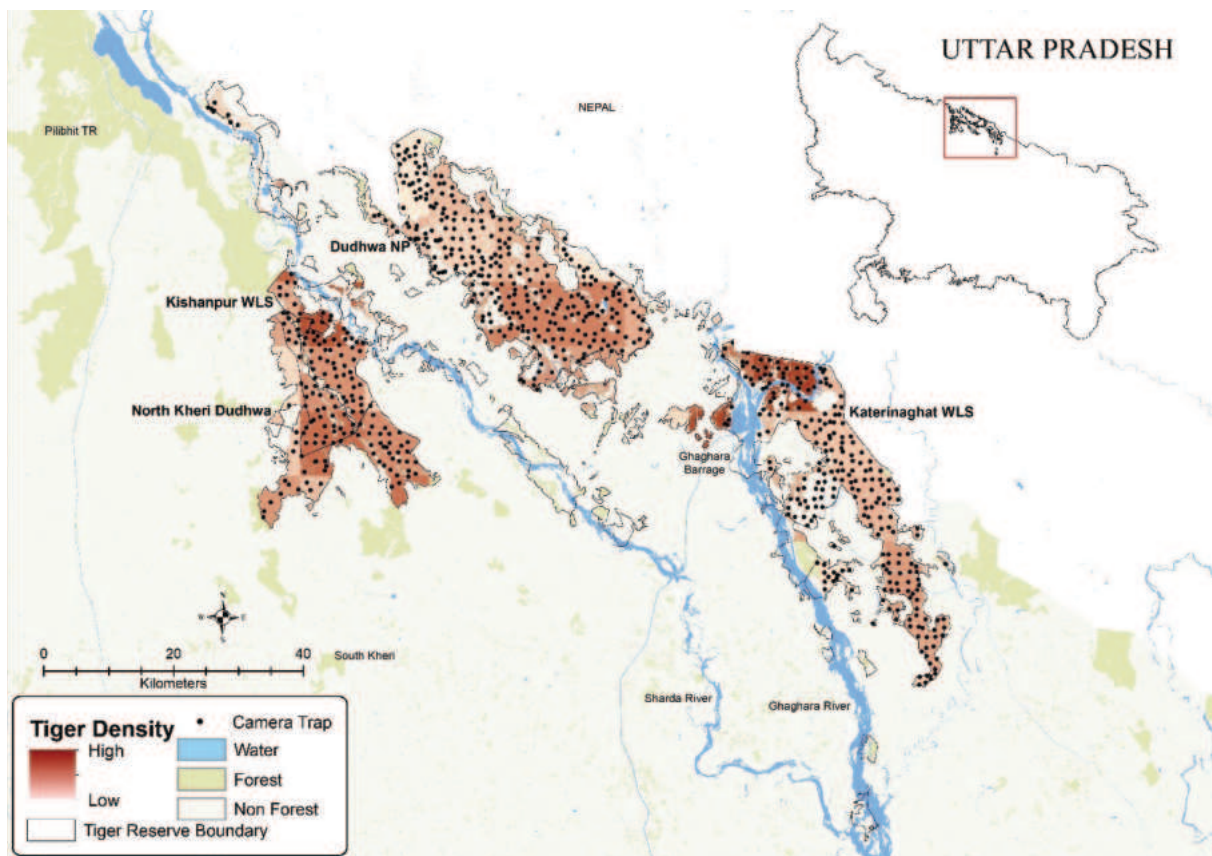 UTTAR PRADESH
NEPAL
Pilibhit TR
Dudhwa NP
Kishanpur WLS
North Kheri Dudhwa
Katerinaghat WLS
Ghaghara
Barrage
N
W E
S
0 20 40
Kilometers
South Kheri
Sharda River
Ghaghara River
Tiger Density
High
Low
Camera Trap
Water
Forest
Non Forest
Tiger Reserve Boundary